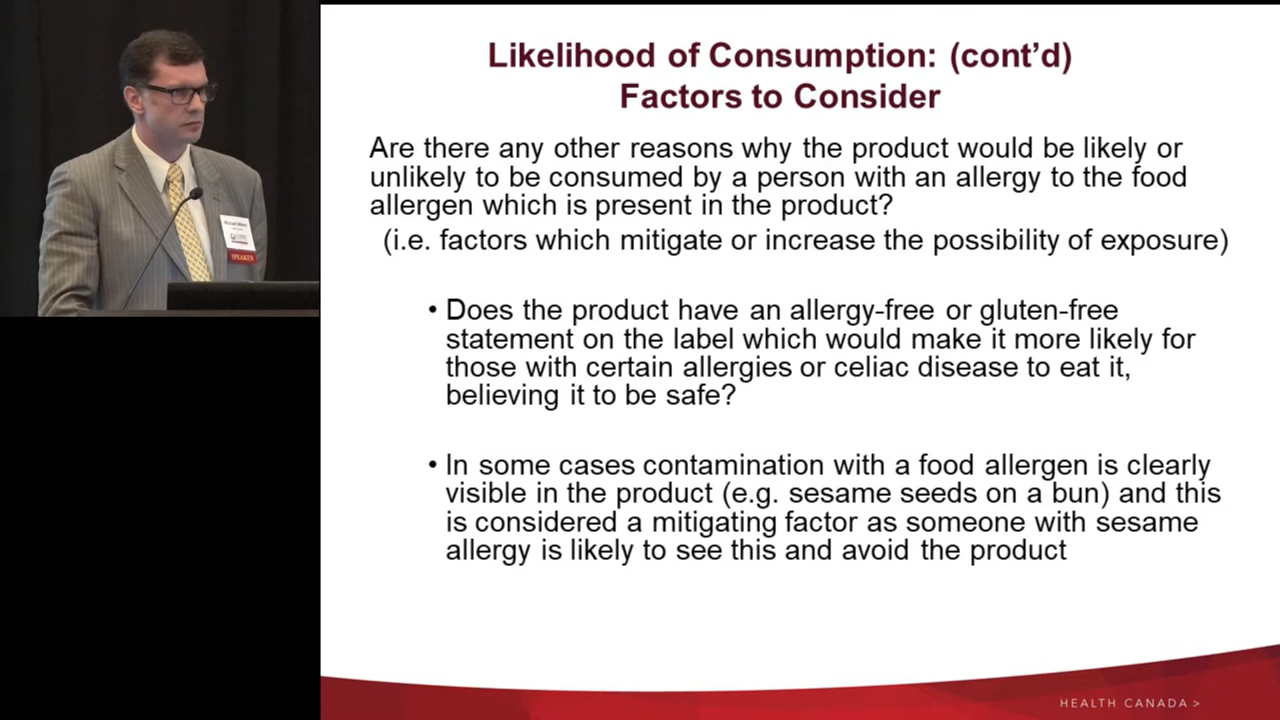 Likelihood of Consumption: (cont’d)
Factors to Consider
Are there any other reasons why the product would be likely or
unlikely to be consumed by a person with an allergy to the food
allergen which is present in the product?
(i.e. factors which mitigate or increase the possibility of exposure)
• Does the product have an allergy-free or gluten-free
statement on the label which would make it more likely for
those with certain allergies or celiac disease to eat it,
believing it to be safe?
• In some cases contamination with a food allergen is clearly
visible in the product (e.g. sesame seeds on a bun) and this
is considered a mitigating factor as someone with sesame
allergy is likely to see this and avoid the product
HEALTH CANADA >
SPEAKER